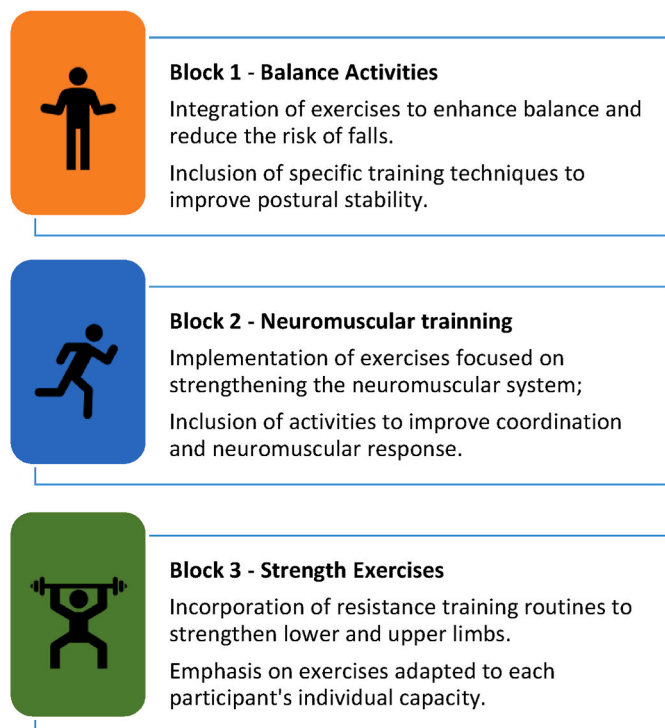 Block 1 - Balance Activities
Integration of exercises to enhance balance and
reduce the risk of falls.
Inclusion of specific training techniques to
improve postural stability.
Block 2 - Neuromuscular trainning
Implementation of exercises focused on
strengthening the neuromuscular system;
Inclusion of activities to improve coordination
and neuromuscular response.
Block 3 - Strength Exercises
Incorporation of resistance training routines to
strengthen lower and upper limbs.
Emphasis on exercises adapted to each
participant's individual capacity.